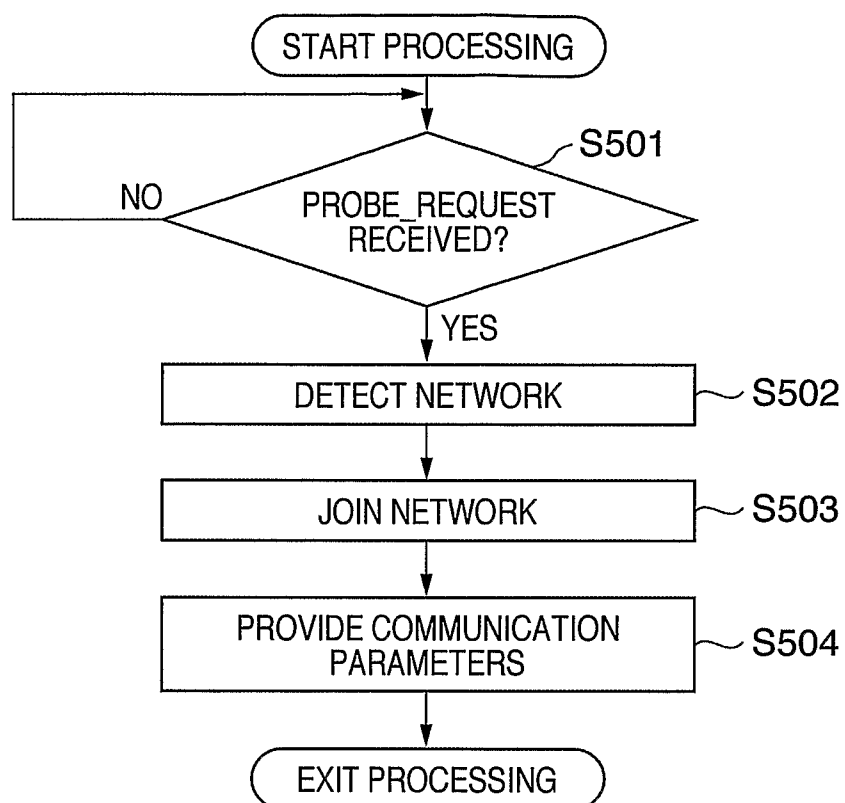 START PROCESSING
S501
NO
PROBE_REQUEST
RECEIVED?
YES
DETECT NETWORK
S502
JOIN NETWORK
S503
PROVIDE COMMUNICATION
PARAMETERS
S504
EXIT PROCESSING